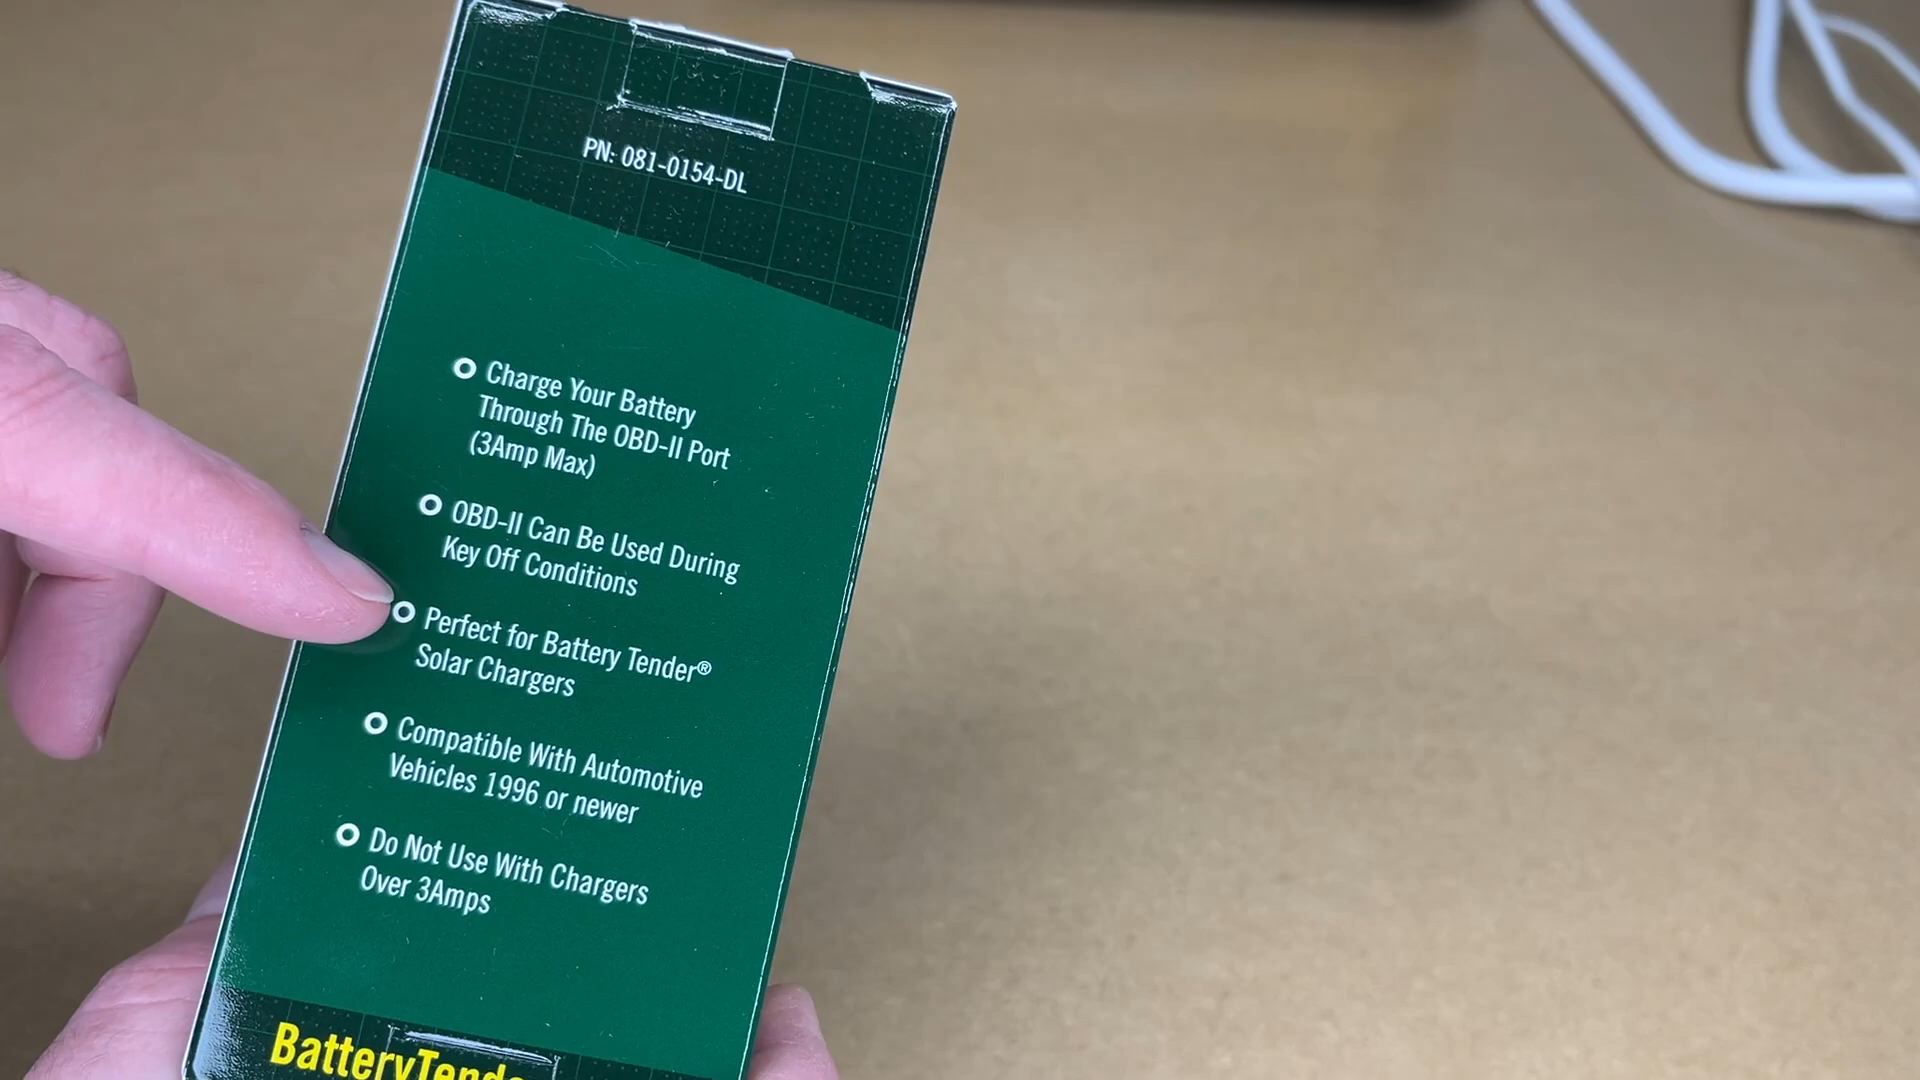 PN: 081-0154-DL
Charge Your Battery
Through The OBD-II Port
(3Amp Max)
OBD-II Can Be Used During
Key Off Conditions
Perfect for Battery Tender®
Solar Chargers
Compatible With Automotive
Vehicles 1996 or newer
Do Not Use With Chargers
Over 3Amps
BatteryTende